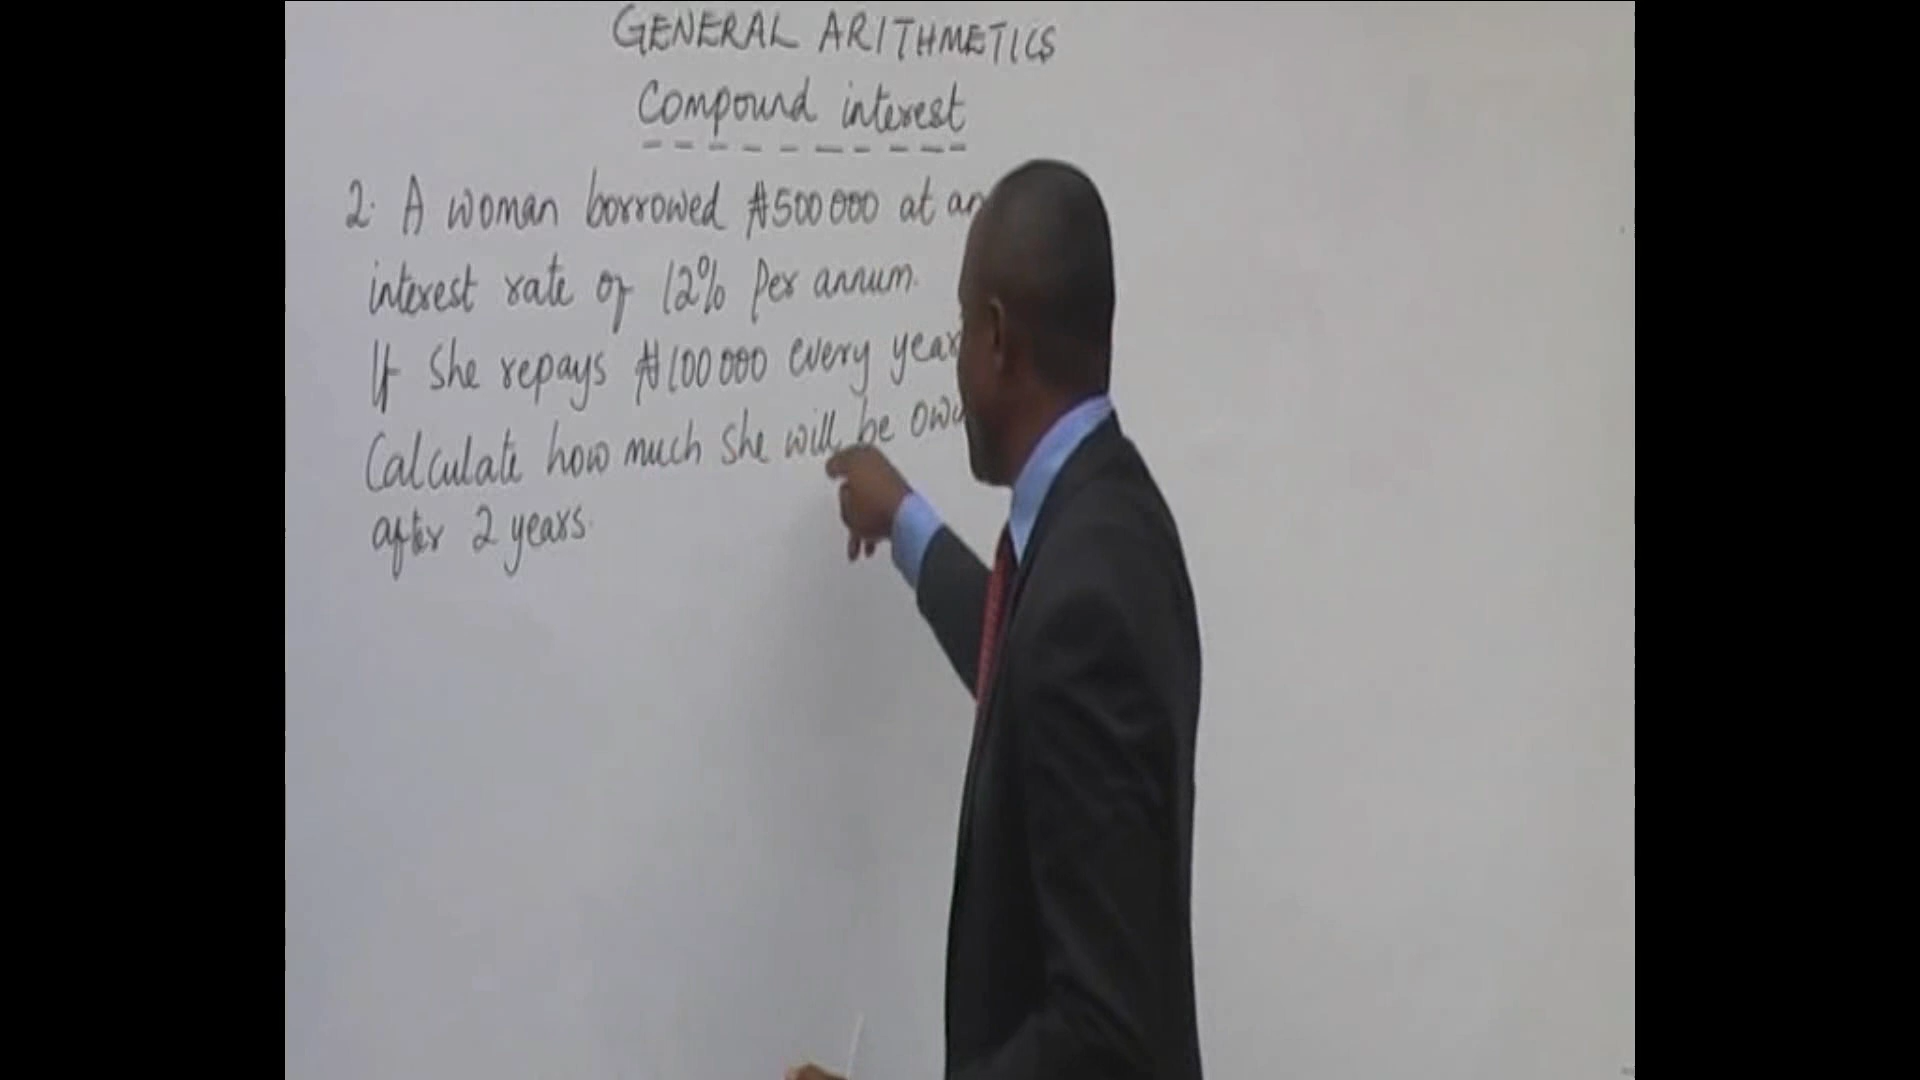 GENERAL ARITHMETICS
Compound interest
2. A woman borrowed ₦500 000 at an
interest rate of 12% per annum.
If she repays ₦100 000 every year
Calculate how much she will be
after 2 years.